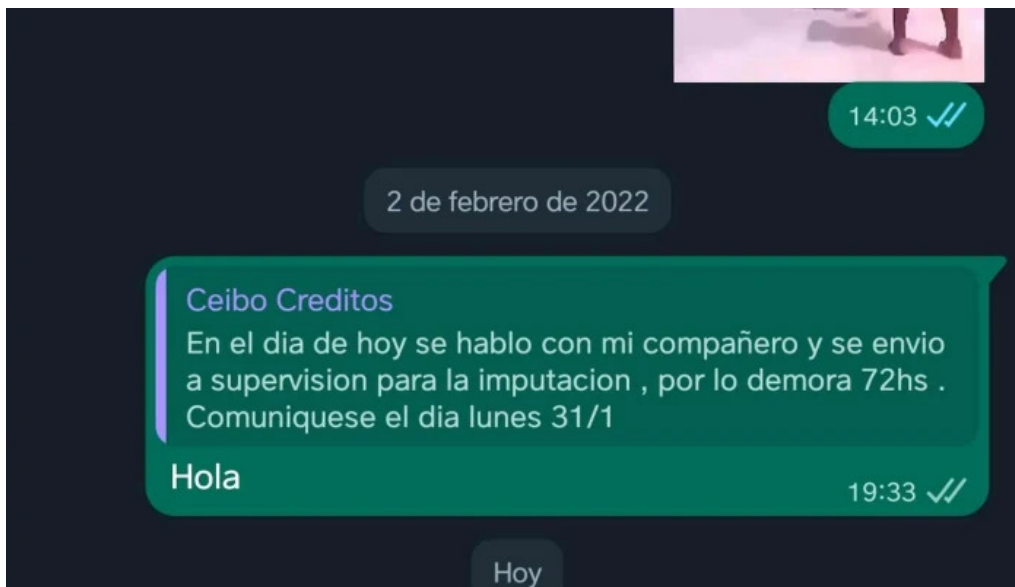 14:03
2 de febrero de 2022
Ceibo Creditos
En el dia de hoy se hablo con mi compañero y se envio
a supervision para la imputacion , por lo demora 72hs .
Comuniquese el dia lunes 31/1
Hola
19:33
Hoy